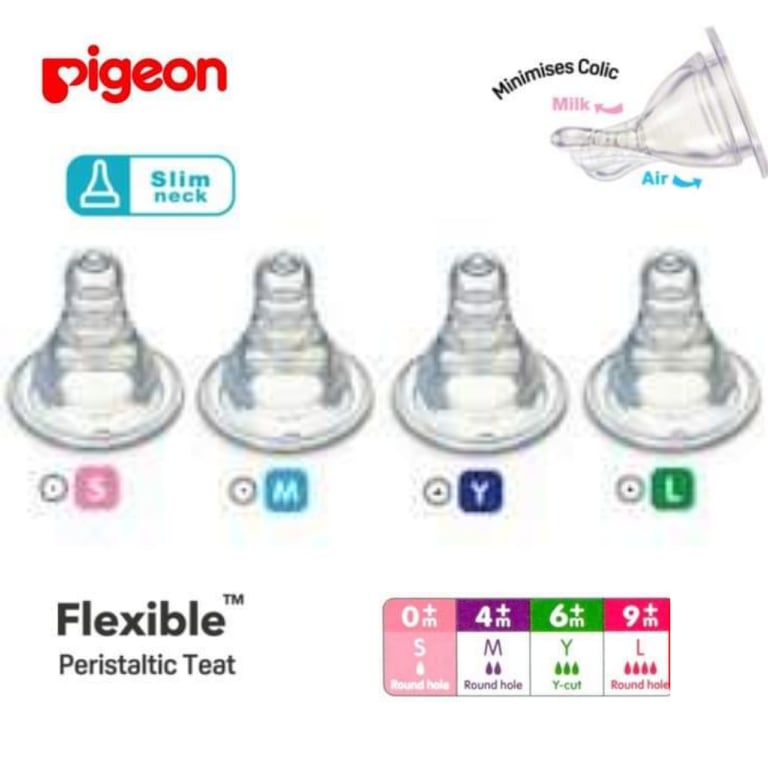 pigeon
Minimises Colic
Milk
Air
Slim
neck
S M Y L
Flexible™
Peristaltic Teat
0+m 4+m 6+m 9+m
S M Y L
Round hole Round hole Y-cut Round hole